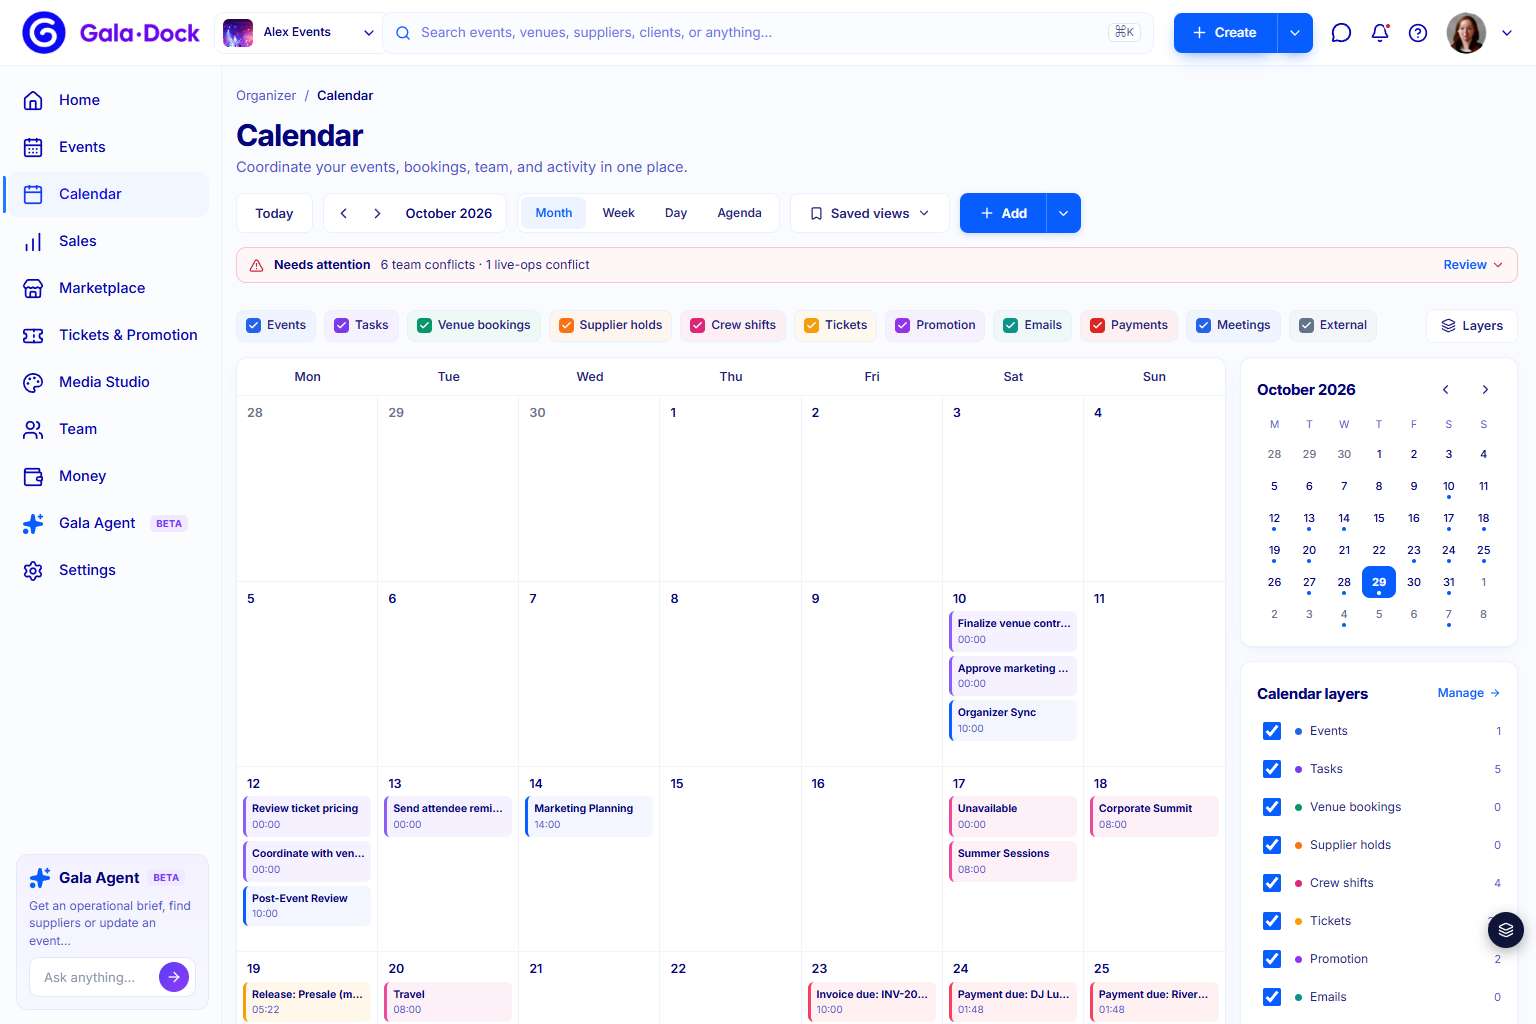 Gala·Dock
Alex Events
Search events, venues, suppliers, clients, or anything...
⌘K
Create
Home
Events
Calendar
Sales
Marketplace
Tickets & Promotion
Media Studio
Team
Money
Gala Agent BETA
Settings
Gala Agent BETA
Get an operational brief, find
suppliers or update an
event...
Ask anything...
Organizer / Calendar
Calendar
Coordinate your events, bookings, team, and activity in one place.
Today
October 2026
Month Week Day Agenda
Saved views
Add
Needs attention 6 team conflicts · 1 live-ops conflict
Review
Events Tasks Venue bookings Supplier holds Crew shifts Tickets Promotion Emails Payments Meetings External
Layers
Mon Tue Wed Thu Fri Sat Sun
28 29 30 1 2 3 4
5 6 7 8 9 10 11
Finalize venue contr...
00:00
Approve marketing ...
00:00
Organizer Sync
10:00
12 13 14 15 16 17 18
Review ticket pricing
00:00
Coordinate with ven...
00:00
Post-Event Review
10:00
Send attendee remi...
00:00
Marketing Planning
14:00
Unavailable
00:00
Summer Sessions
08:00
Corporate Summit
08:00
19 20 21 22 23 24 25
Release: Presale (m...
05:22
Travel
08:00
Invoice due: INV-20...
10:00
Payment due: DJ Lu...
01:48
Payment due: River...
01:48
October 2026
M T W T F S S
28 29 30 1 2 3 4
5 6 7 8 9 10 11
12 13 14 15 16 17 18
19 20 21 22 23 24 25
26 27 28 29 30 31 1
2 3 4 5 6 7 8
Calendar layers
Manage
Events 1
Tasks 5
Venue bookings 0
Supplier holds 0
Crew shifts 4
Tickets
Promotion 2
Emails 0